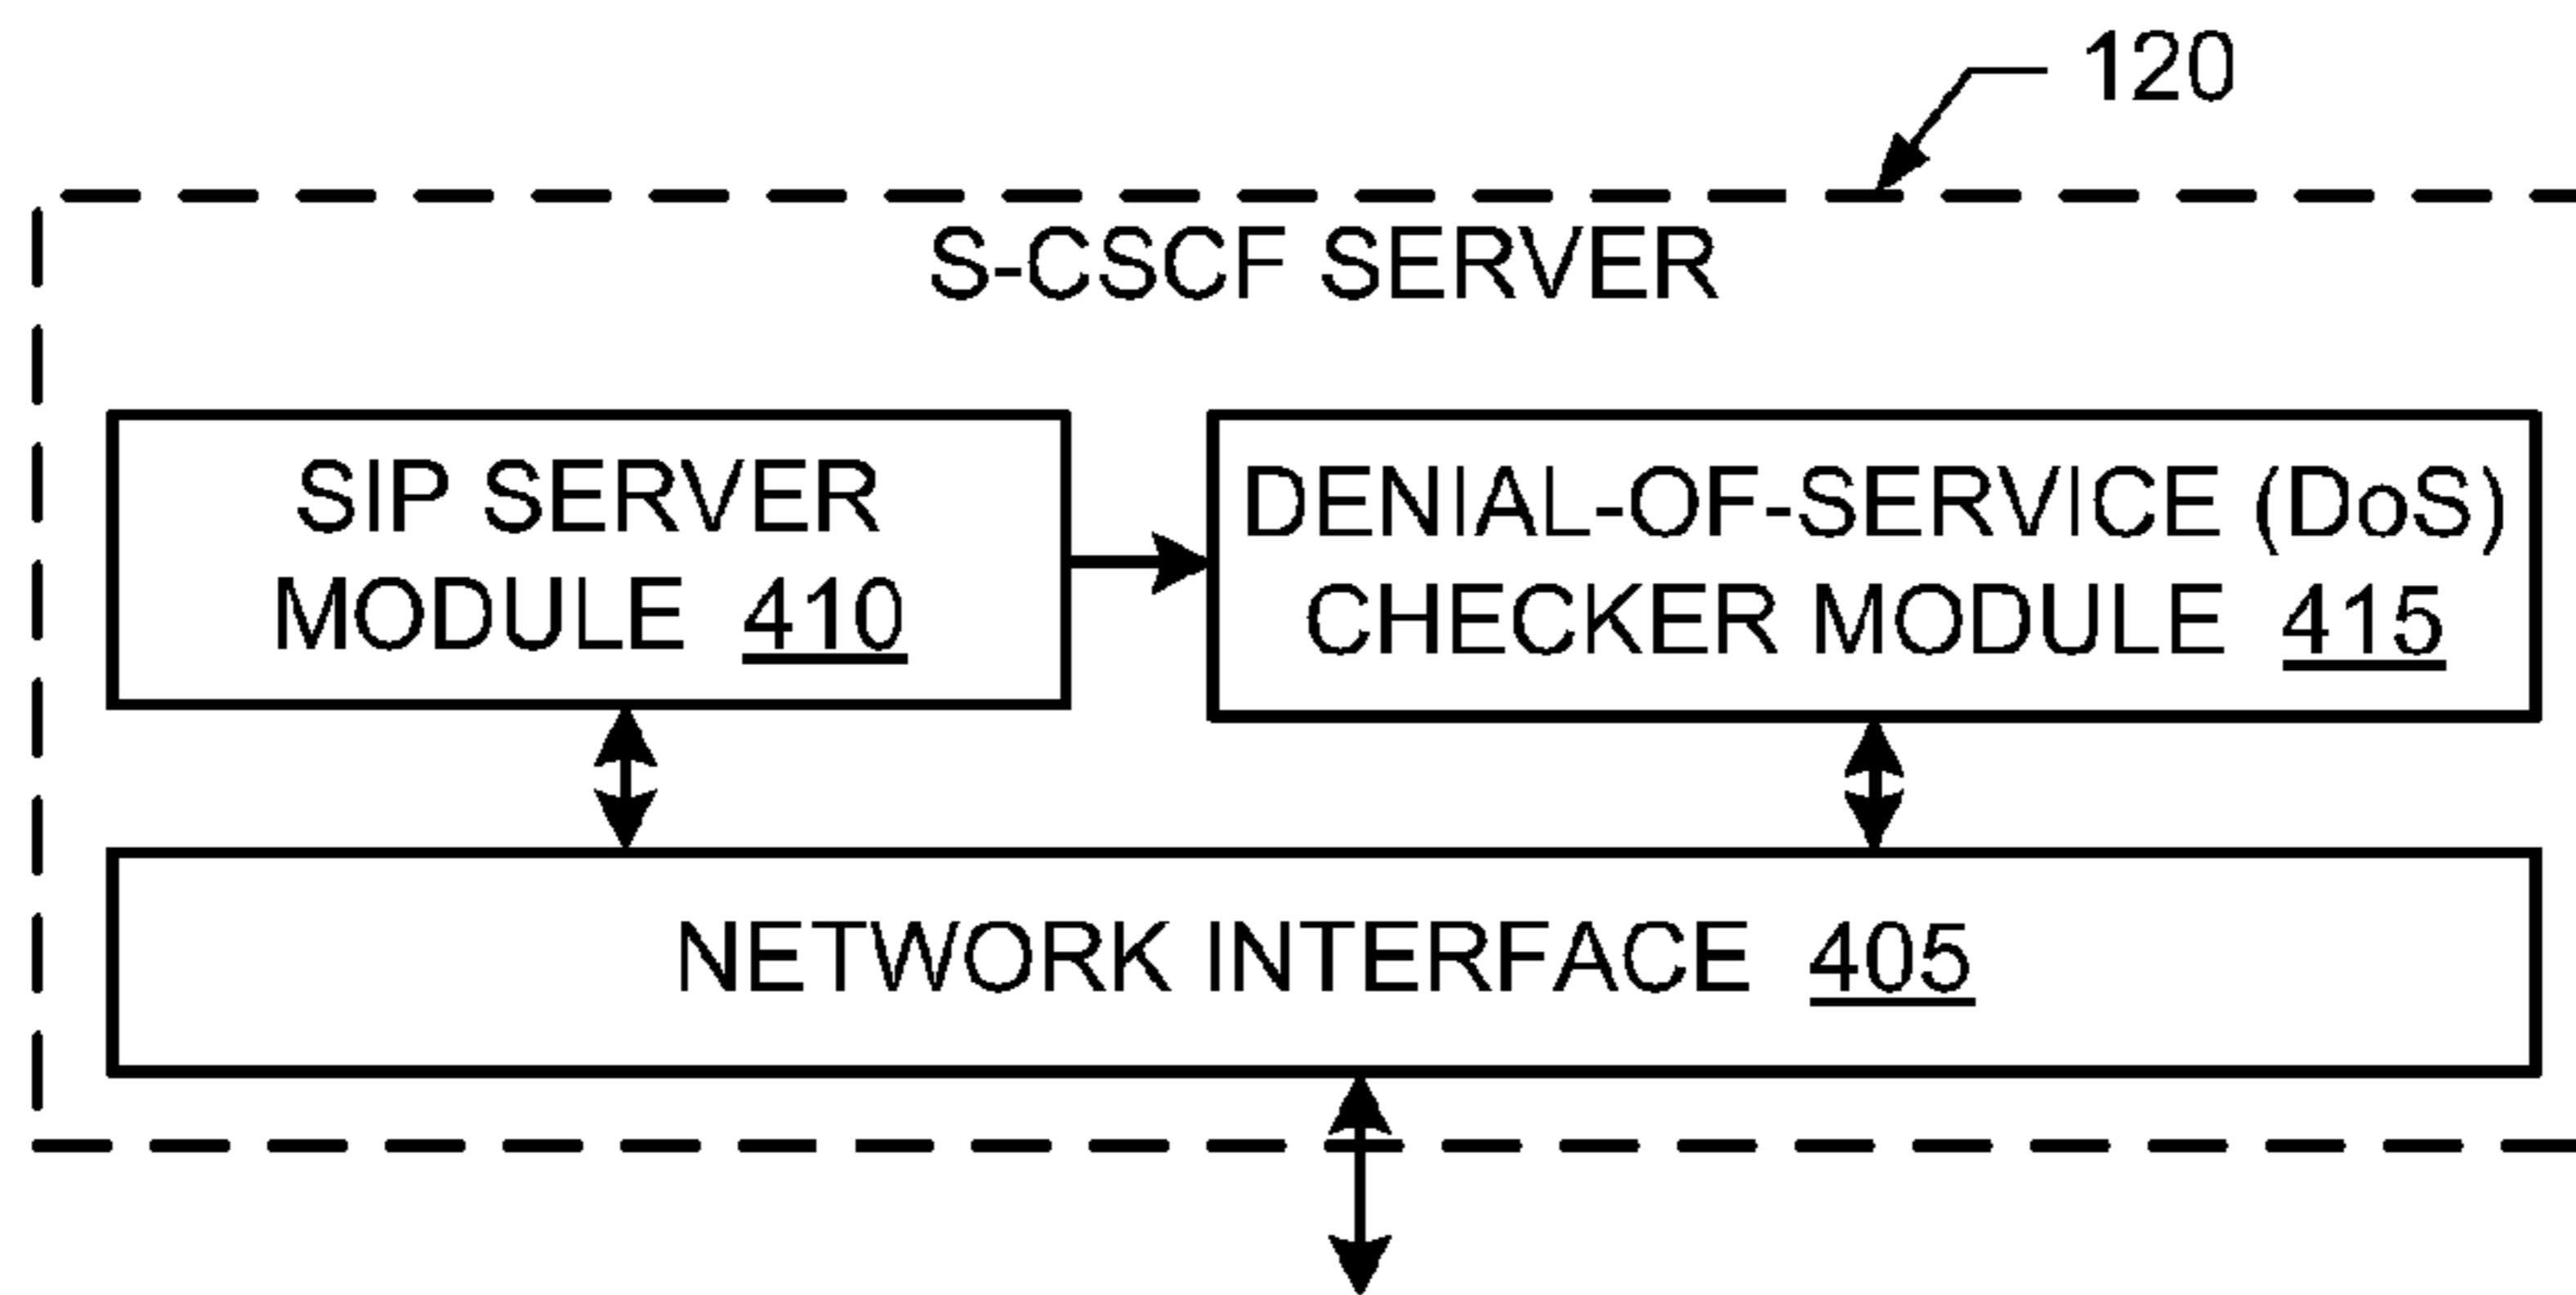 120
S-CSCF SERVER
SIP SERVER
MODULE 410
DENIAL-OF-SERVICE (DoS)
CHECKER MODULE 415
NETWORK INTERFACE 405